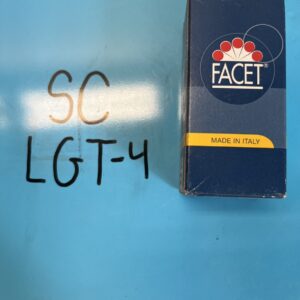 SC
LGT-4
FACET®
MADE IN ITALY